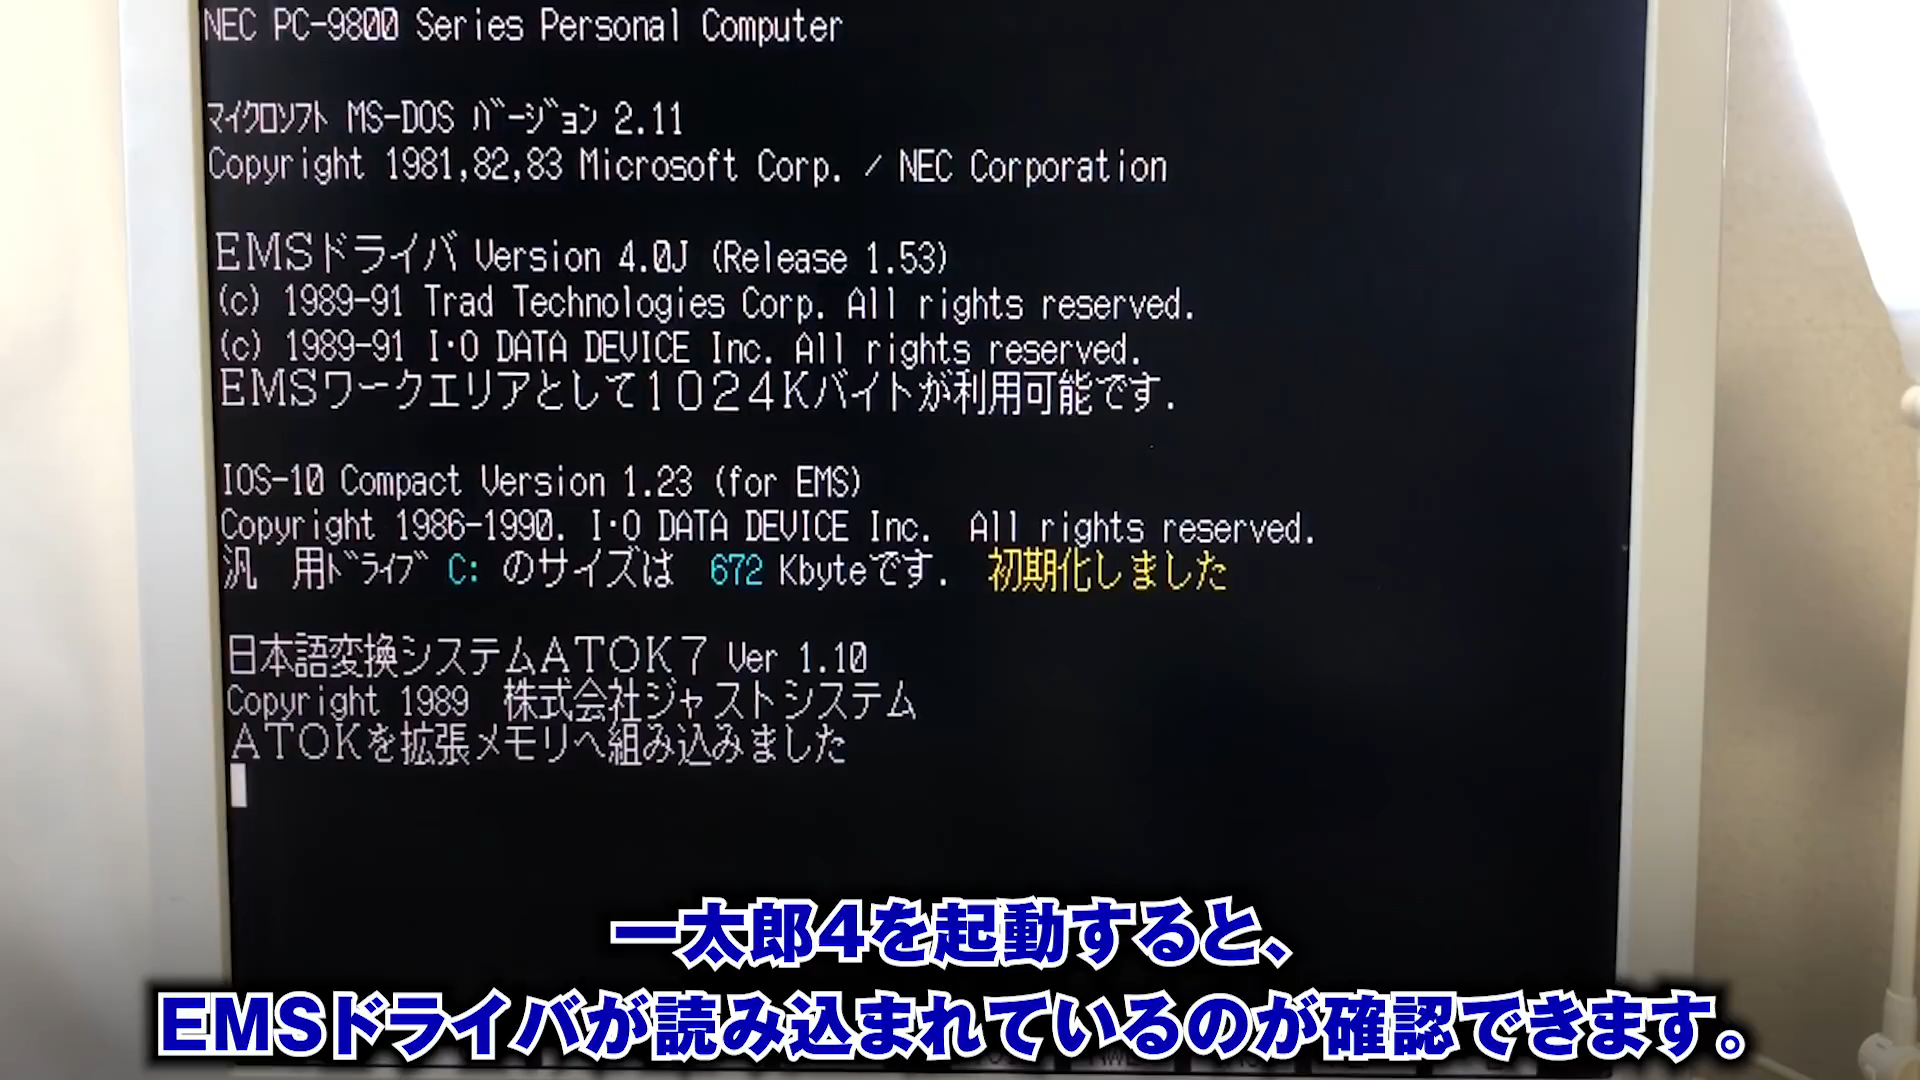 NEC PC-9800 Series Personal Computer
ﾏｲｸﾛｿﾌﾄ MS-DOS ﾊﾞｰｼﾞｮﾝ 2.11
Copyright 1981,82,83 Microsoft Corp. / NEC Corporation
ＥＭＳドライバ Version 4.0J (Release 1.53)
(c) 1989-91 Trad Technologies Corp. All rights reserved.
(c) 1989-91 I･O DATA DEVICE Inc. All rights reserved.
ＥＭＳワークエリアとして１０２４Ｋバイトが利用可能です.
IOS-10 Compact Version 1.23 (for EMS)
Copyright 1986-1990. I･O DATA DEVICE Inc.  All rights reserved.
汎　用ﾄﾞﾗｲﾌﾞ C: のサイズは 672 Kbyteです. 初期化しました
日本語変換システムＡＴＯＫ７ Ver 1.10
Copyright 1989 株式会社ジャストシステム
ＡＴＯＫを拡張メモリへ組み込みました
一太郎4を起動すると、
EMSドライバが読み込まれているのが確認できます。